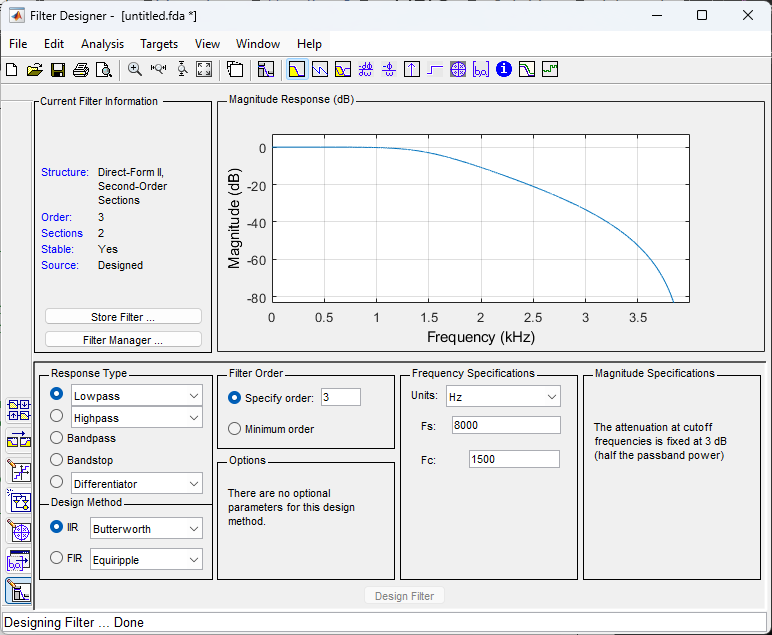 Filter Designer - [untitled.fda *]
File Edit Analysis Targets View Window Help
Current Filter Information
Structure: Direct-Form II,
Second-Order
Sections
Order: 3
Sections 2
Stable: Yes
Source: Designed
Store Filter ...
Filter Manager ...
Magnitude Response (dB)
Magnitude (dB)
0
-20
-40
-60
-80
0 0.5 1 1.5 2 2.5 3 3.5
Frequency (kHz)
Response Type
Lowpass
Highpass
Bandpass
Bandstop
Differentiator
Design Method
IIR Butterworth
FIR Equiripple
Filter Order
Specify order: 3
Minimum order
Options
There are no optional
parameters for this design
method.
Frequency Specifications
Units: Hz
Fs: 8000
Fc: 1500
Magnitude Specifications
The attenuation at cutoff
frequencies is fixed at 3 dB
(half the passband power)
Design Filter
Designing Filter ... Done